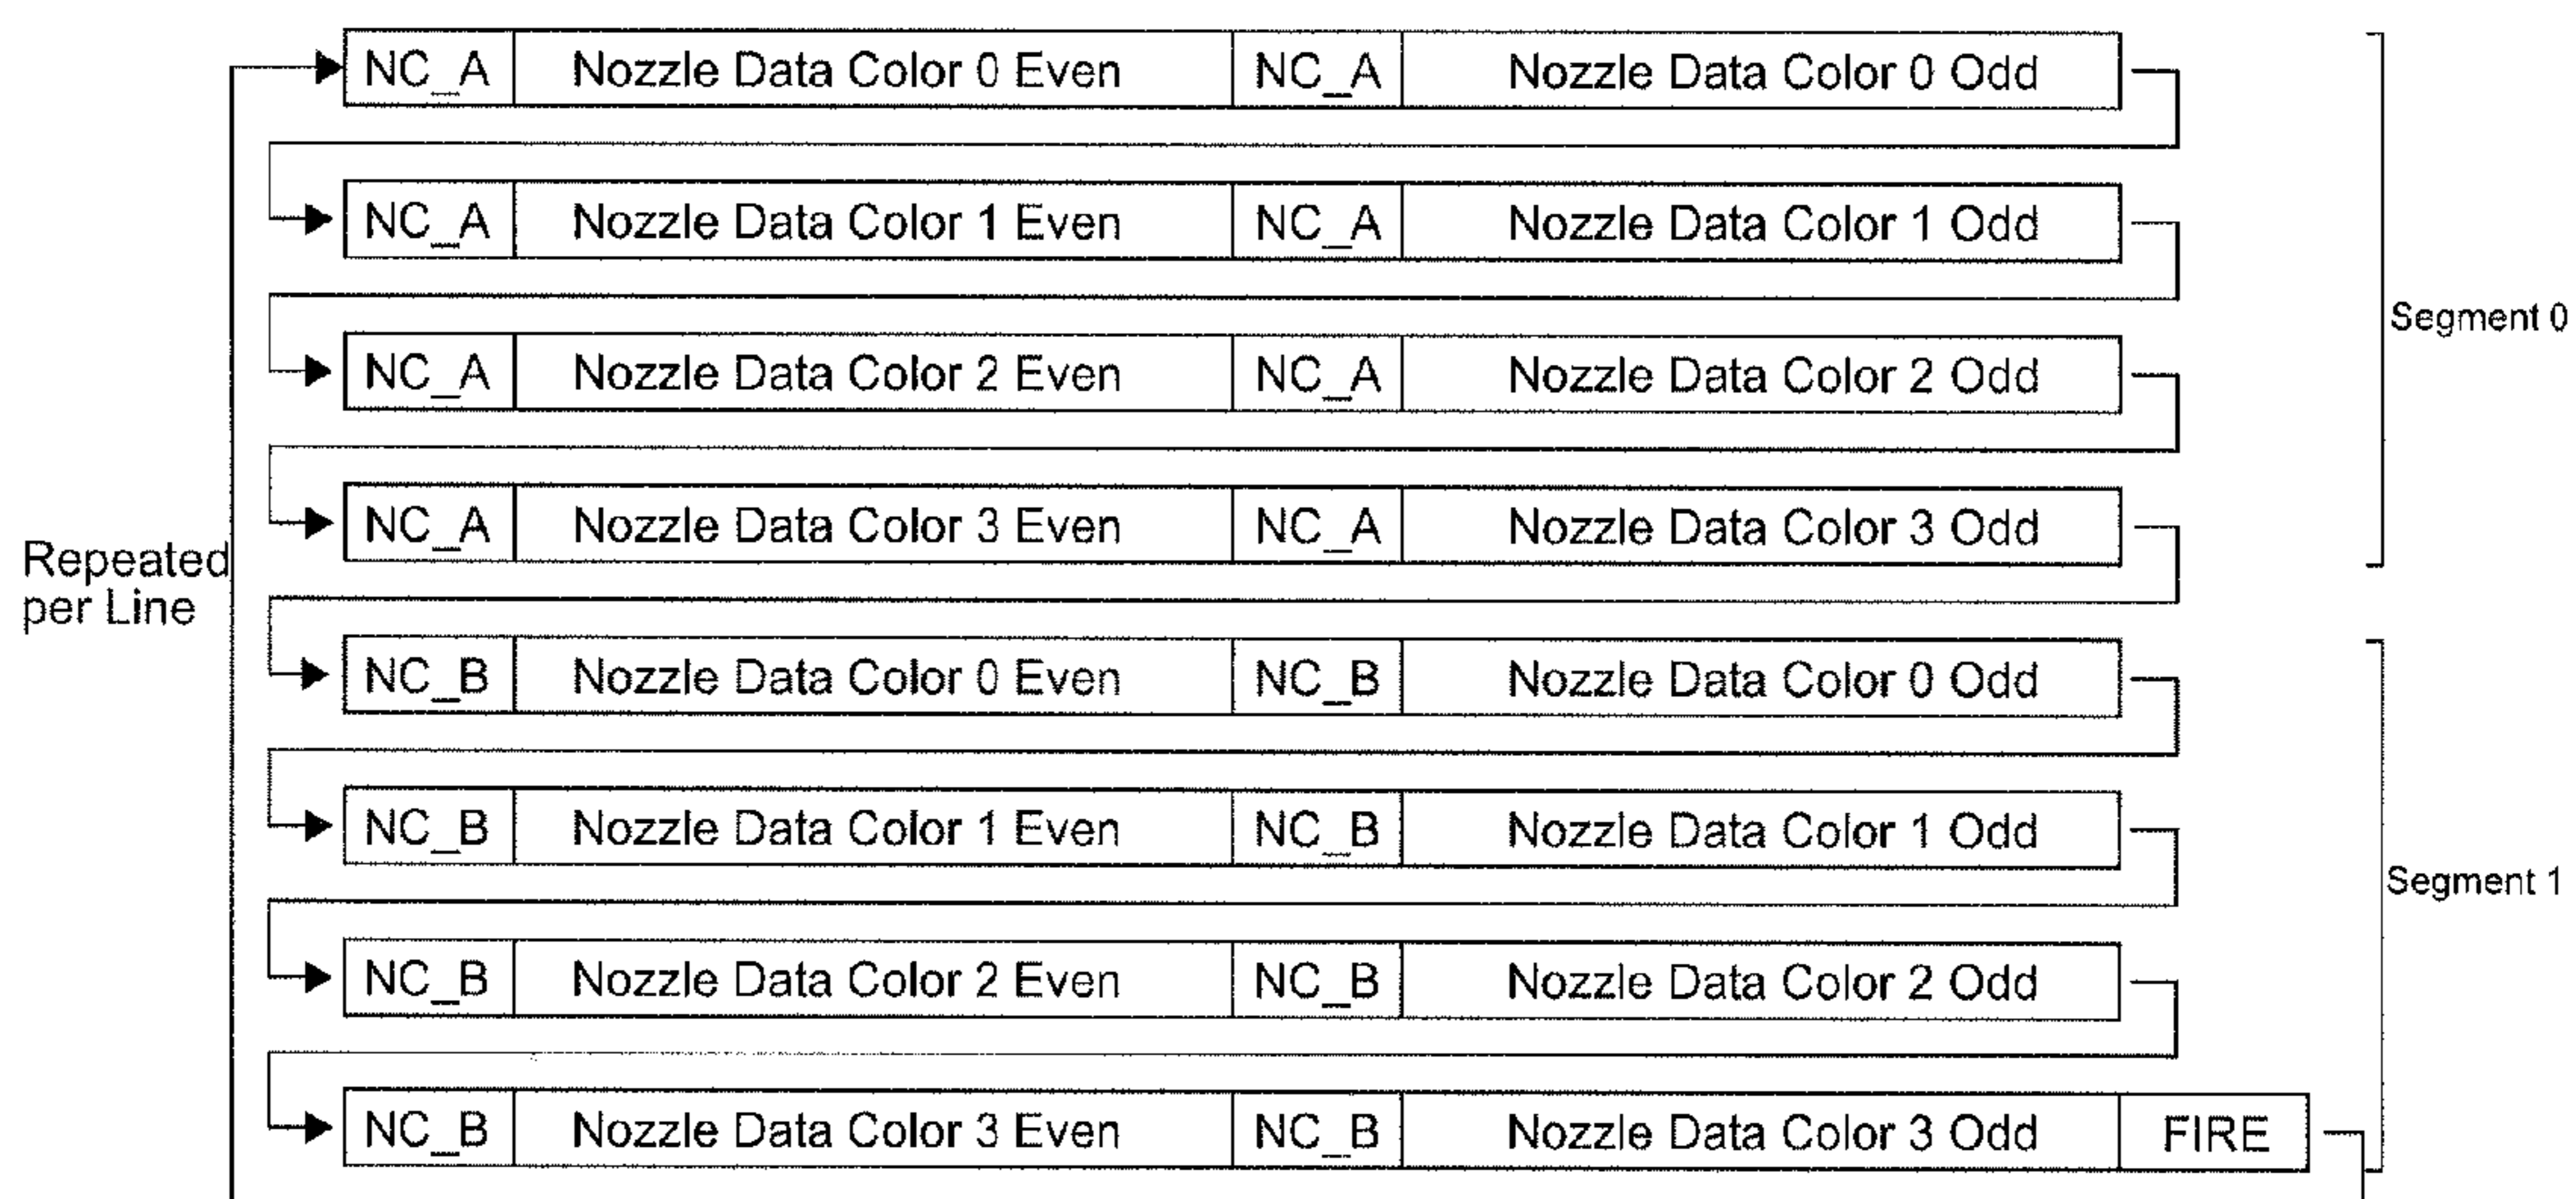 NC_A Nozzle Data Color 0 Even NC_A Nozzle Data Color 0 Odd
NC_A Nozzle Data Color 1 Even NC_A Nozzle Data Color 1 Odd
Segment 0
NC_A Nozzle Data Color 2 Even NC_A Nozzle Data Color 2 Odd
NC_A Nozzle Data Color 3 Even NC_A Nozzle Data Color 3 Odd
Repeated
per Line
NC_B Nozzle Data Color 0 Even NC_B Nozzle Data Color 0 Odd
NC_B Nozzle Data Color 1 Even NC_B Nozzle Data Color 1 Odd
Segment 1
NC_B Nozzle Data Color 2 Even NC_B Nozzle Data Color 2 Odd
NC_B Nozzle Data Color 3 Even NC_B Nozzle Data Color 3 Odd FIRE